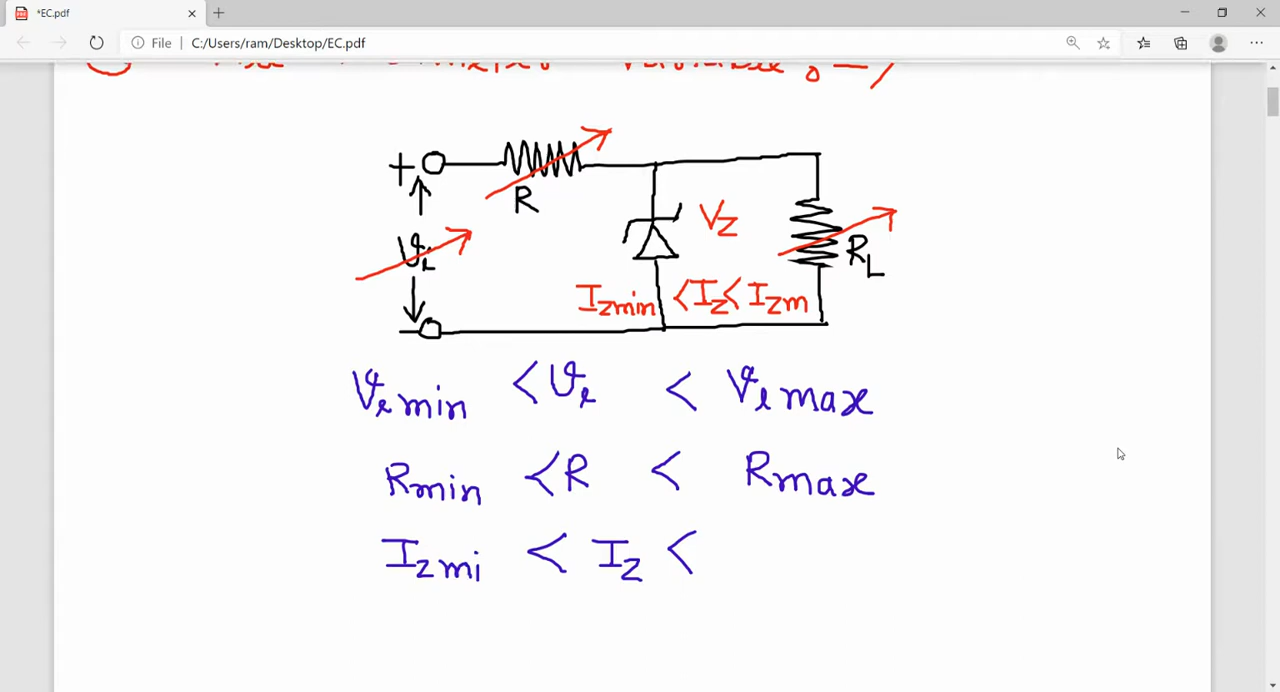 *EC.pdf
File C:/Users/ram/Desktop/EC.pdf
+
R
Vz
RL
Izmin <Iz< Izm
-
Vimin < Vi < Vimax
Rmin < R < Rmax
Izmi < Iz <